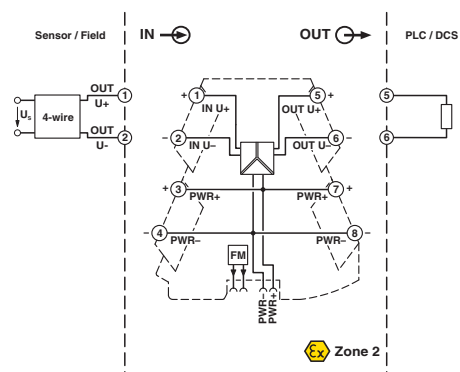 Sensor / Field
IN
OUT
PLC / DCS
OUT
U+
1
+ 1
IN U+
5 +
OUT U+
5
Us
4-wire
OUT
U-
2
– 2
IN U–
6 –
OUT U–
6
+ 3
PWR+
7 +
PWR+
– 4
PWR–
8 –
PWR–
FM
PWR–
PWR+
Ex Zone 2